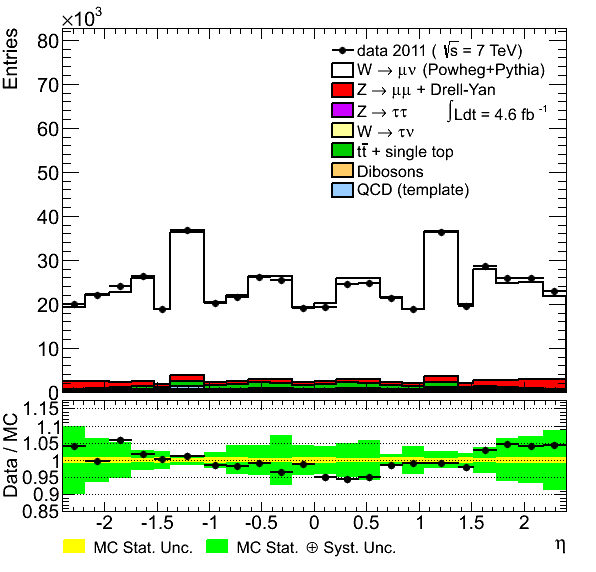 ×10³
Entries
80
70
60
50
40
30
20
10
0
data 2011 ( √s = 7 TeV)
W → μν (Powheg+Pythia)
Z → μμ + Drell-Yan
Z → ττ
∫Ldt = 4.6 fb⁻¹
W → τν
tt̄ + single top
Dibosons
QCD (template)
Data / MC
1.15
1.1
1.05
1
0.95
0.9
0.85
-2 -1.5 -1 -0.5 0 0.5 1 1.5 2
η
MC Stat. Unc. MC Stat. ⊕ Syst. Unc.